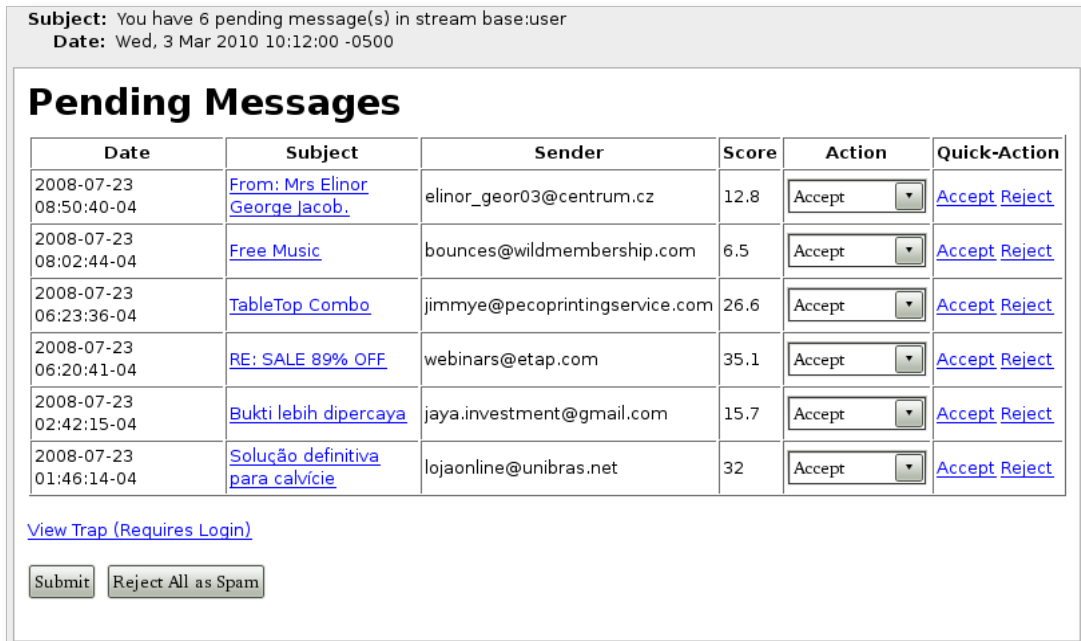 Subject: You have 6 pending message(s) in stream base:user
Date: Wed, 3 Mar 2010 10:12:00 -0500
Pending Messages
Date Subject Sender Score Action Quick-Action
2008-07-23 From: Mrs Elinor
08:50:40-04 George Jacob. elinor_geor03@centrum.cz 12.8 Accept Accept Reject
2008-07-23
08:02:44-04 Free Music bounces@wildmembership.com 6.5 Accept Accept Reject
2008-07-23
06:23:36-04 TableTop Combo jimmye@pecoprintingservice.com 26.6 Accept Accept Reject
2008-07-23
06:20:41-04 RE: SALE 89% OFF webinars@etap.com 35.1 Accept Accept Reject
2008-07-23
02:42:15-04 Bukti lebih dipercaya jaya.investment@gmail.com 15.7 Accept Accept Reject
2008-07-23 Solução definitiva
01:46:14-04 para calvície lojaonline@unibras.net 32 Accept Accept Reject
View Trap (Requires Login)
Submit Reject All as Spam